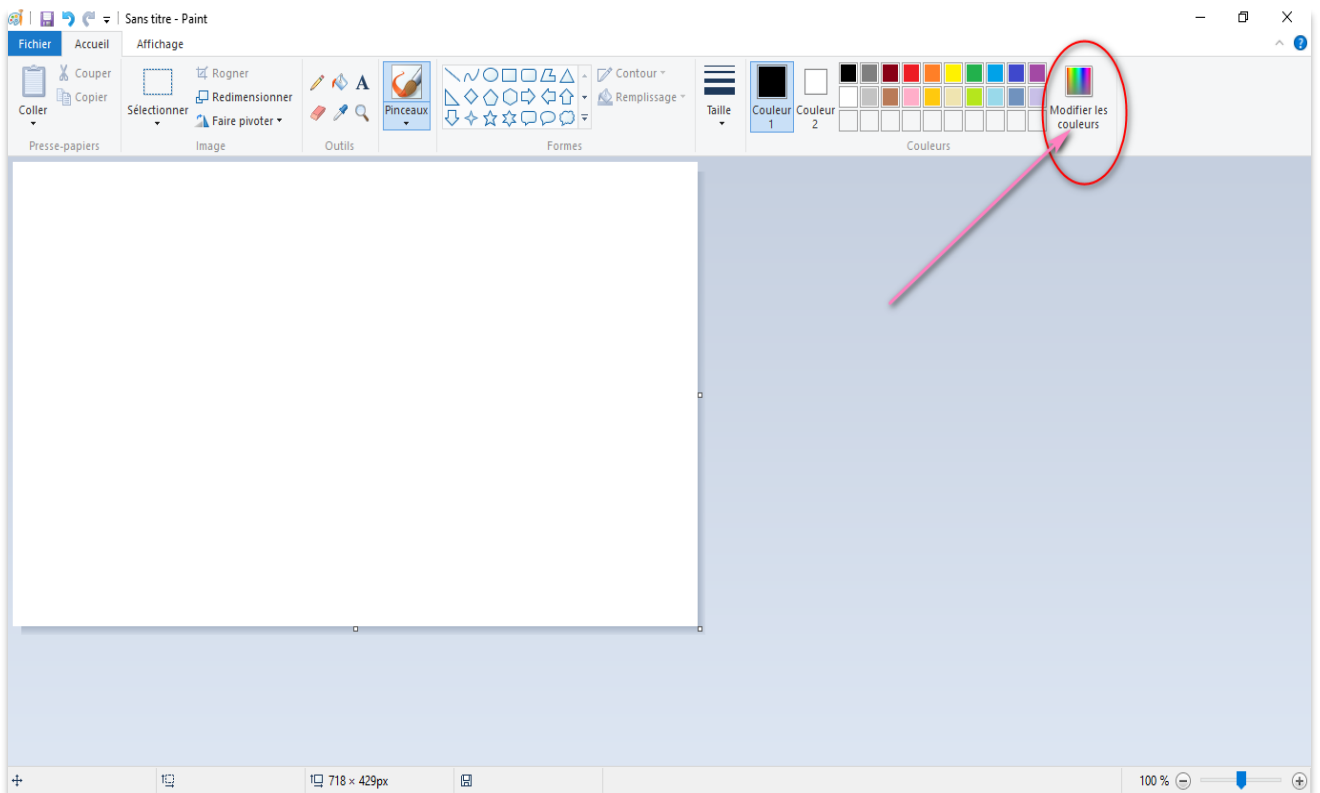 Sans titre - Paint
Fichier Accueil Affichage
Coller
Couper
Copier
Presse-papiers
Sélectionner
Rogner
Redimensionner
Faire pivoter
Image
A
Outils
Pinceaux
Contour
Remplissage
Formes
Taille
Couleur 1
Couleur 2
Modifier les
couleurs
Couleurs
718 × 429px
100 %